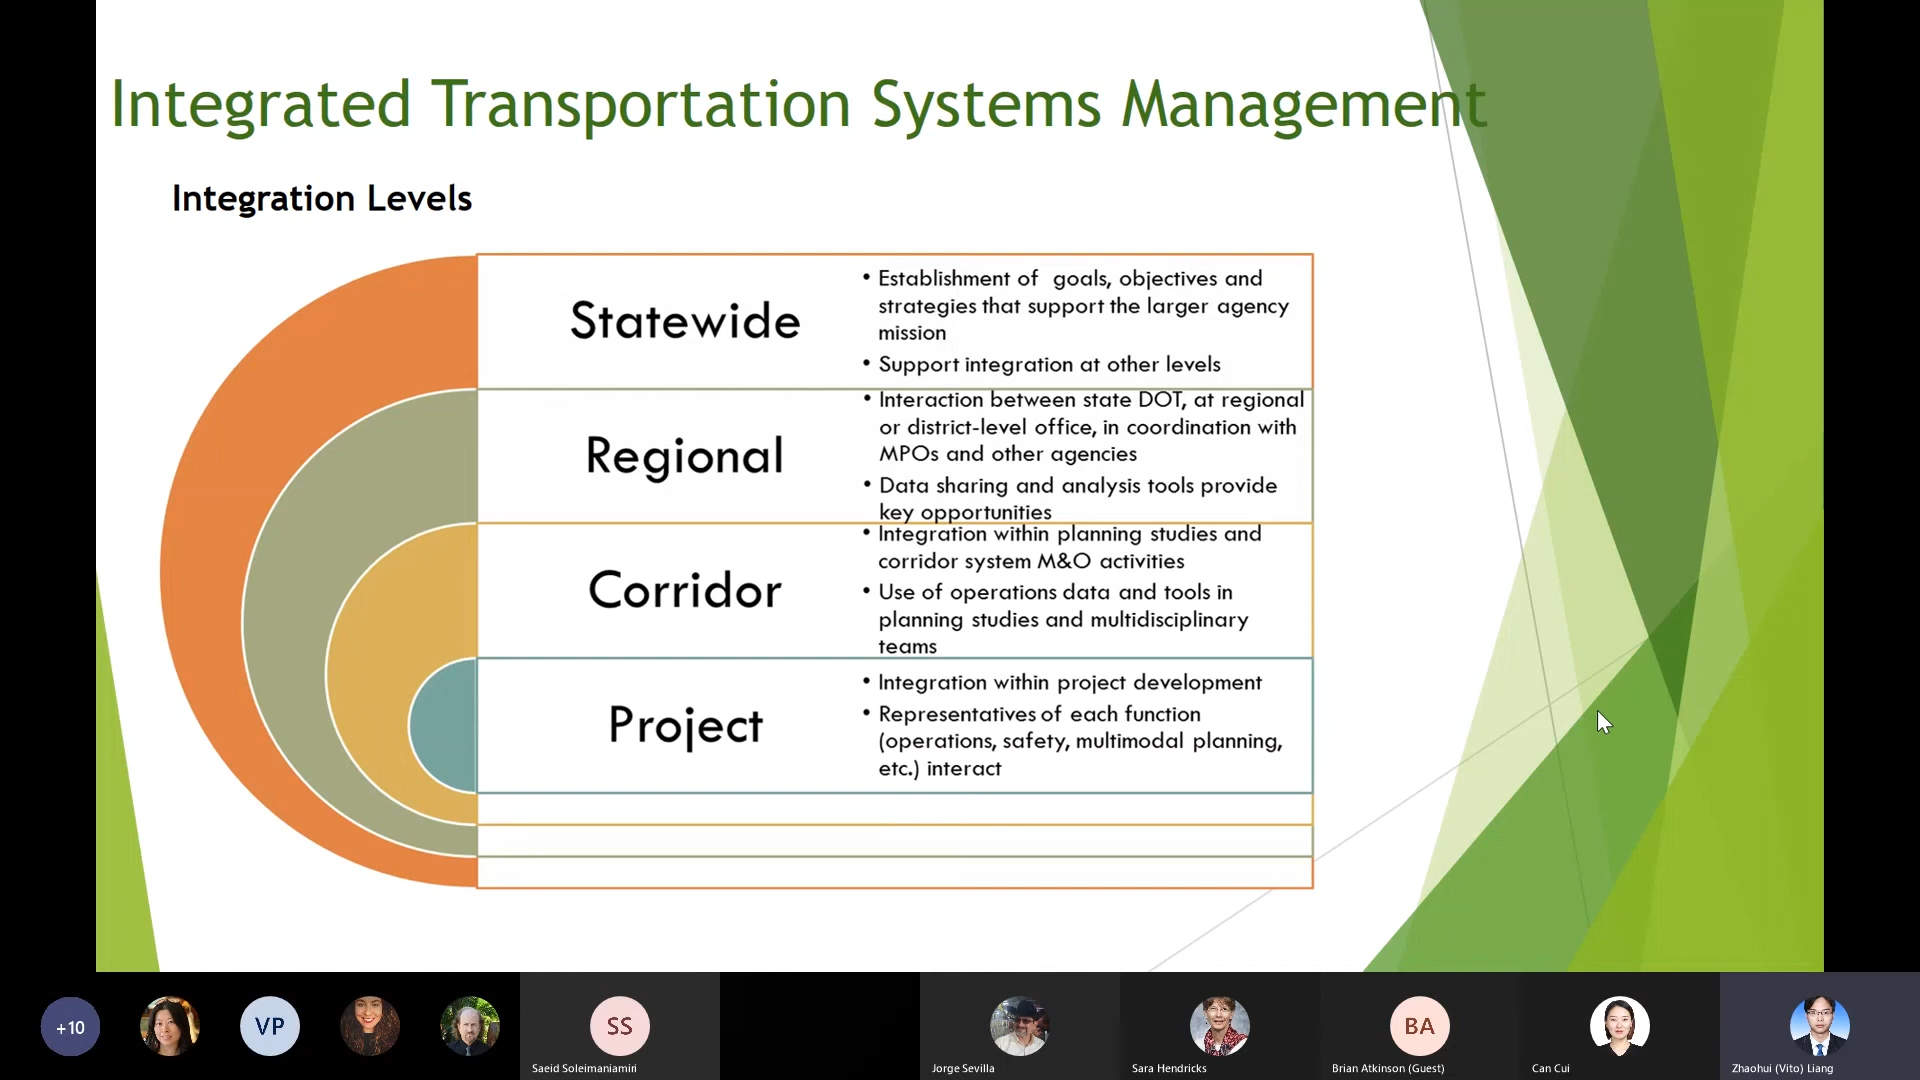 Integrated Transportation Systems Management
Integration Levels
Statewide
• Establishment of goals, objectives and
strategies that support the larger agency
mission
• Support integration at other levels
Regional
• Interaction between state DOT, at regional
or district-level office, in coordination with
MPOs and other agencies
• Data sharing and analysis tools provide
key opportunities
Corridor
• Integration within planning studies and
corridor system M&O activities
• Use of operations data and tools in
planning studies and multidisciplinary
teams
Project
• Integration within project development
• Representatives of each function
(operations, safety, multimodal planning,
etc.) interact
+10
VP
SS
Saeid Soleimaniamiri
Jorge Sevilla
Sara Hendricks
BA
Brian Atkinson (Guest)
Can Cui
Zhaohui (Vito) Liang